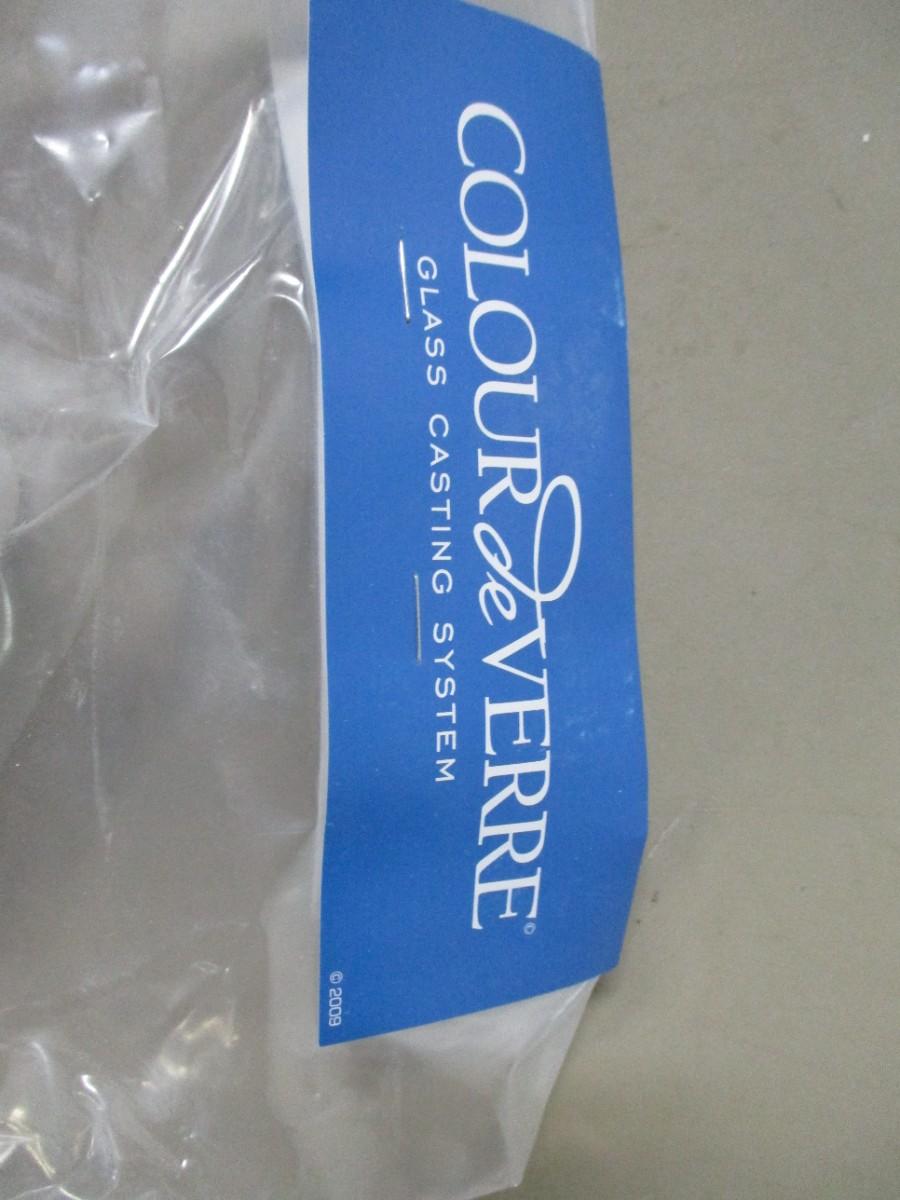 COLOUR de VERRE®
GLASS CASTING SYSTEM
© 2009